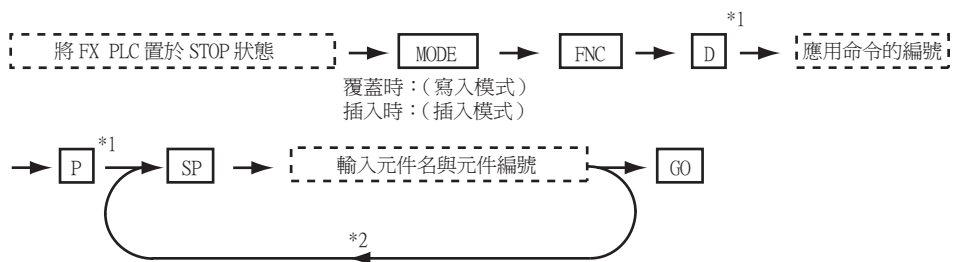 *1
將 FX PLC 置於 STOP 狀態 MODE FNC D 應用命令的編號
覆蓋時：(寫入模式)
插入時：(插入模式)
*1
P SP 輸入元件名與元件編號 GO
*2